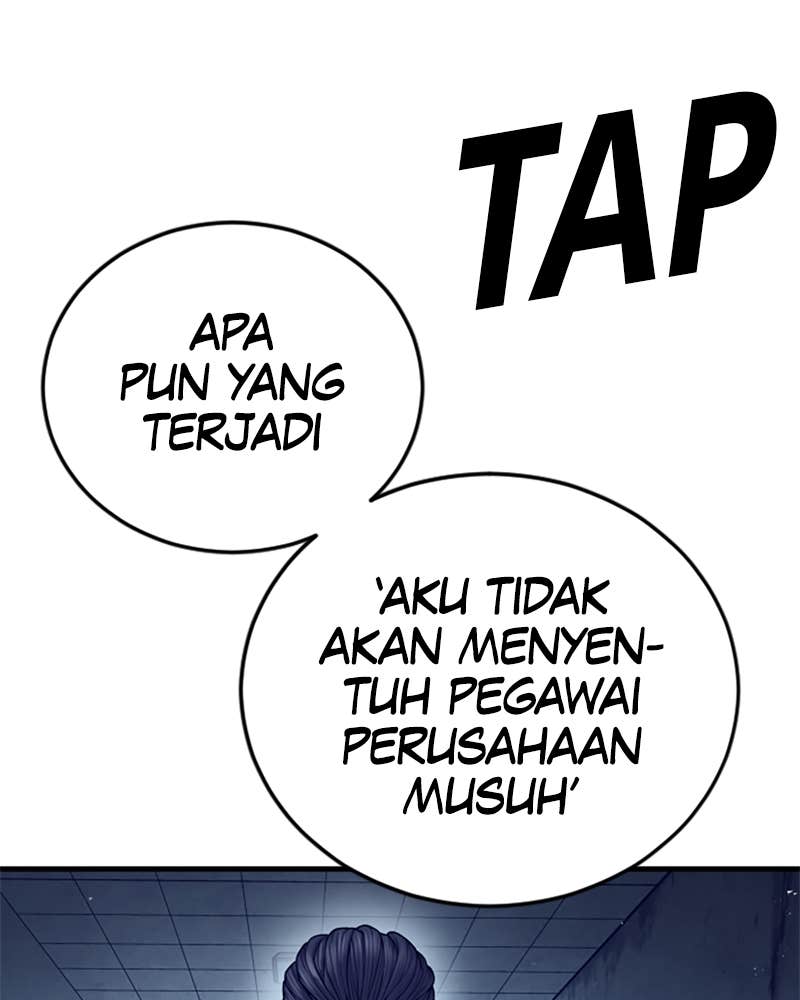 TAP
APA
PUN YANG
TERJADI
'AKU TIDAK
AKAN MENYEN-
TUH PEGAWAI
PERUSAHAAN
MUSUH'